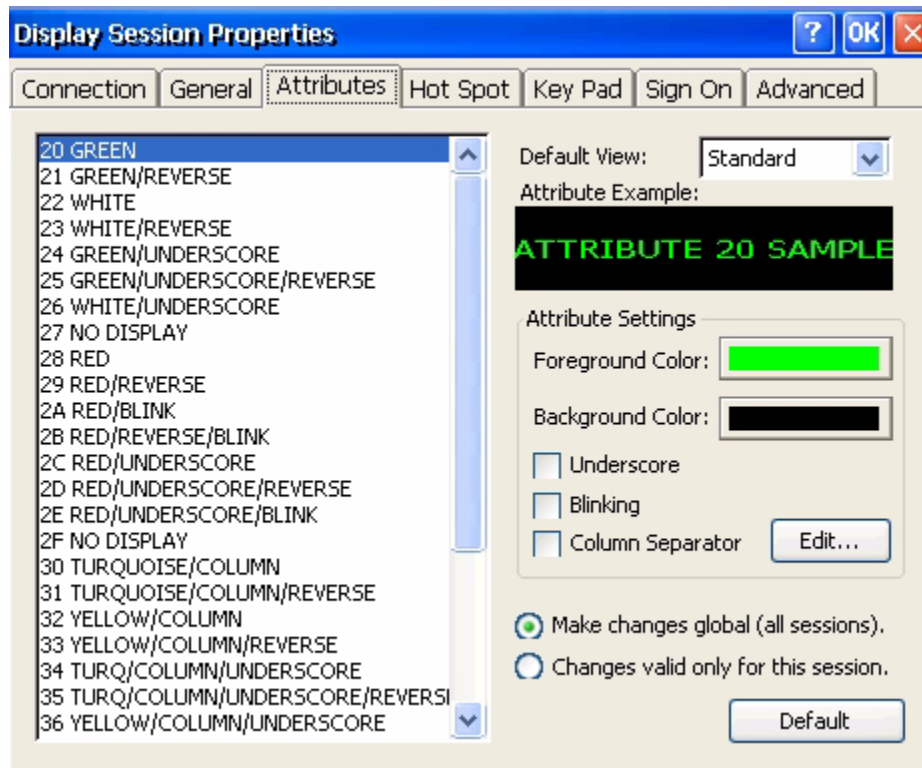 Display Session Properties ? OK
Connection General Attributes Hot Spot Key Pad Sign On Advanced
20 GREEN
21 GREEN/REVERSE
22 WHITE
23 WHITE/REVERSE
24 GREEN/UNDERSCORE
25 GREEN/UNDERSCORE/REVERSE
26 WHITE/UNDERSCORE
27 NO DISPLAY
28 RED
29 RED/REVERSE
2A RED/BLINK
2B RED/REVERSE/BLINK
2C RED/UNDERSCORE
2D RED/UNDERSCORE/REVERSE
2E RED/UNDERSCORE/BLINK
2F NO DISPLAY
30 TURQUOISE/COLUMN
31 TURQUOISE/COLUMN/REVERSE
32 YELLOW/COLUMN
33 YELLOW/COLUMN/REVERSE
34 TURQ/COLUMN/UNDERSCORE
35 TURQ/COLUMN/UNDERSCORE/REVERS
36 YELLOW/COLUMN/UNDERSCORE
Default View: Standard
Attribute Example:
ATTRIBUTE 20 SAMPLE
Attribute Settings
Foreground Color:
Background Color:
Underscore
Blinking
Column Separator Edit...
Make changes global (all sessions).
Changes valid only for this session.
Default